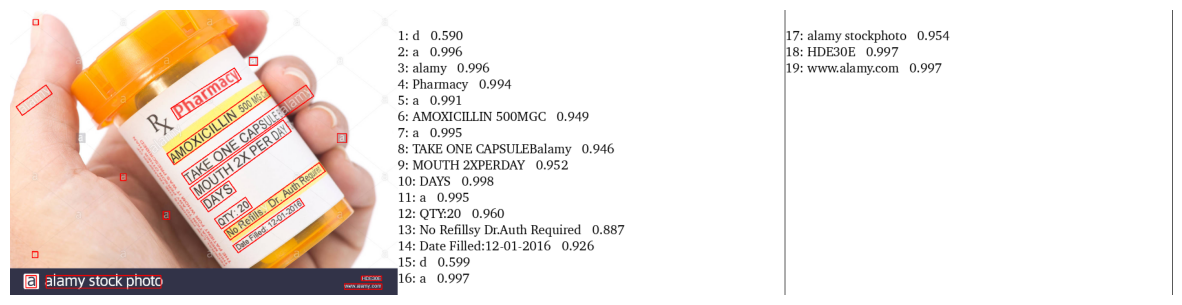 Rx Pharmacy
AMOXICILLIN 500 MG
TAKE ONE CAPSULE
MOUTH 2X PER DAY
DAYS
QTY: 20
No Refills Dr. Auth Required
Date Filled: 12-01-2016
a alamy stock photo
HDE30E
www.alamy.com
1: d 0.590
2: a 0.996
3: alamy 0.996
4: Pharmacy 0.994
5: a 0.991
6: AMOXICILLIN 500MGC 0.949
7: a 0.995
8: TAKE ONE CAPSULEBalamy 0.946
9: MOUTH 2XPERDAY 0.952
10: DAYS 0.998
11: a 0.995
12: QTY:20 0.960
13: No Refillsy Dr.Auth Required 0.887
14: Date Filled:12-01-2016 0.926
15: d 0.599
16: a 0.997
17: alamy stockphoto 0.954
18: HDE30E 0.997
19: www.alamy.com 0.997